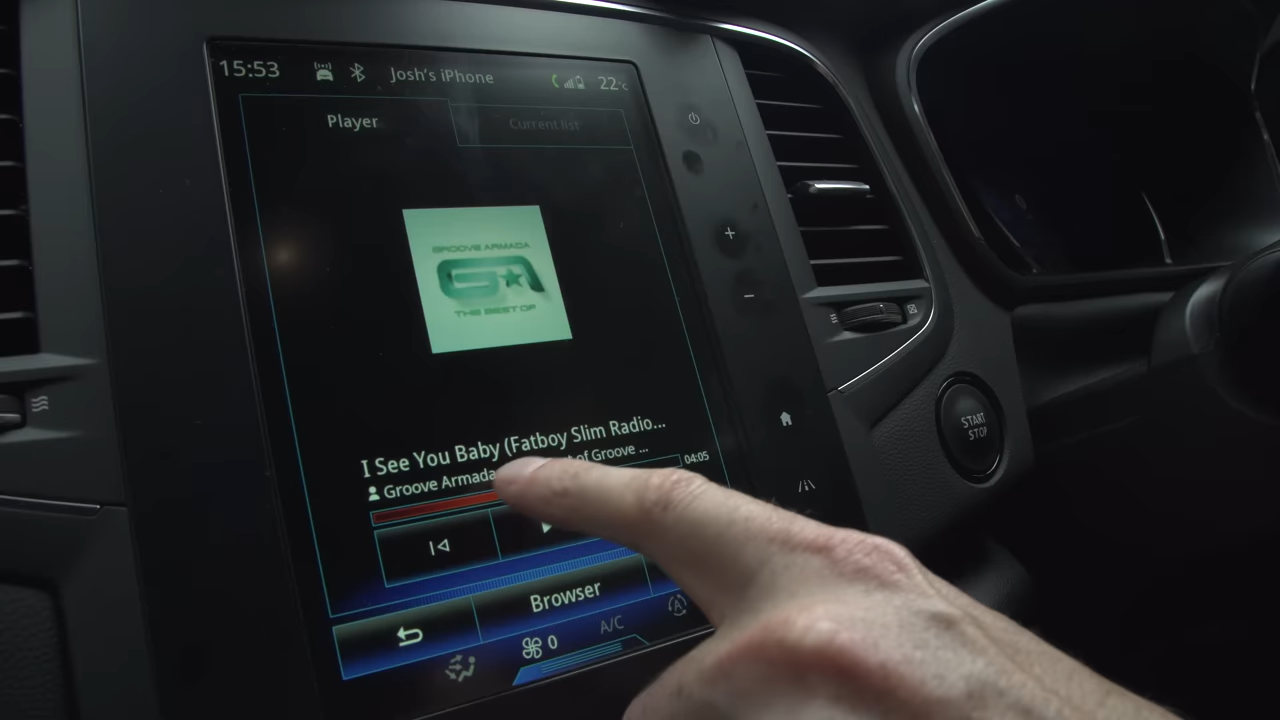 15:53 Josh's iPhone 22°c
Player Current list
GROOVE ARMADA
GA
THE BEST OF
I See You Baby (Fatboy Slim Radio...
Groove Armada of Groove ...
04:05
Browser
0 A/C
A
+
-
START
STOP